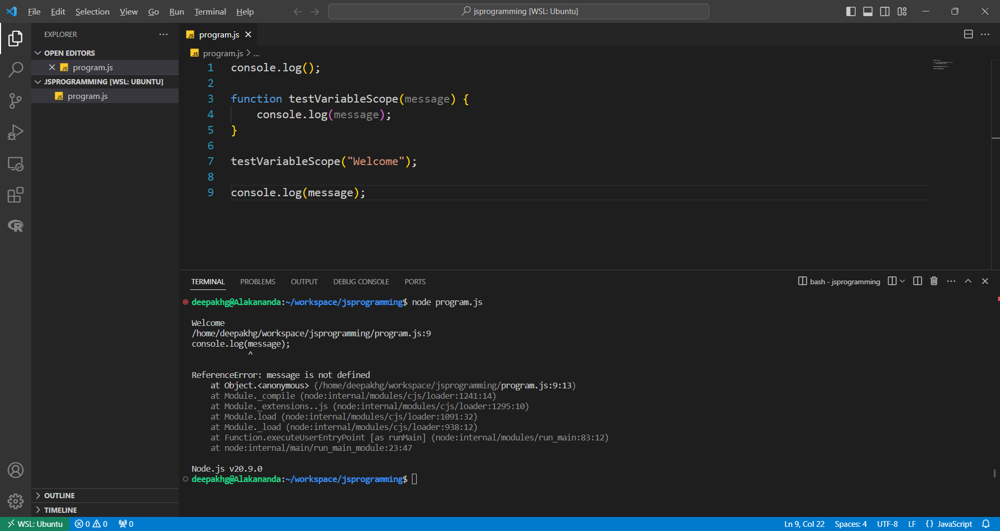 File Edit Selection View Go Run Terminal Help
jsprogramming [WSL: Ubuntu]
EXPLORER
OPEN EDITORS
JS program.js
JSPROGRAMMING [WSL: UBUNTU]
JS program.js
OUTLINE
TIMELINE
JS program.js
JS program.js > ...
1 console.log();
2
3 function testVariableScope(message) {
4 console.log(message);
5 }
6
7 testVariableScope("Welcome");
8
9 console.log(message);
TERMINAL PROBLEMS OUTPUT DEBUG CONSOLE PORTS
bash - jsprogramming
deepakhg@Alakananda:~/workspace/jsprogramming$ node program.js
Welcome
/home/deepakhg/workspace/jsprogramming/program.js:9
console.log(message);
^
ReferenceError: message is not defined
at Object.<anonymous> (/home/deepakhg/workspace/jsprogramming/program.js:9:13)
at Module._compile (node:internal/modules/cjs/loader:1241:14)
at Module._extensions..js (node:internal/modules/cjs/loader:1295:10)
at Module.load (node:internal/modules/cjs/loader:1091:32)
at Module._load (node:internal/modules/cjs/loader:938:12)
at Function.executeUserEntryPoint [as runMain] (node:internal/modules/run_main:83:12)
at node:internal/main/run_main_module:23:47
Node.js v20.9.0
deepakhg@Alakananda:~/workspace/jsprogramming$
WSL: Ubuntu 0 0 0 Ln 9, Col 22 Spaces: 4 UTF-8 LF {} JavaScript